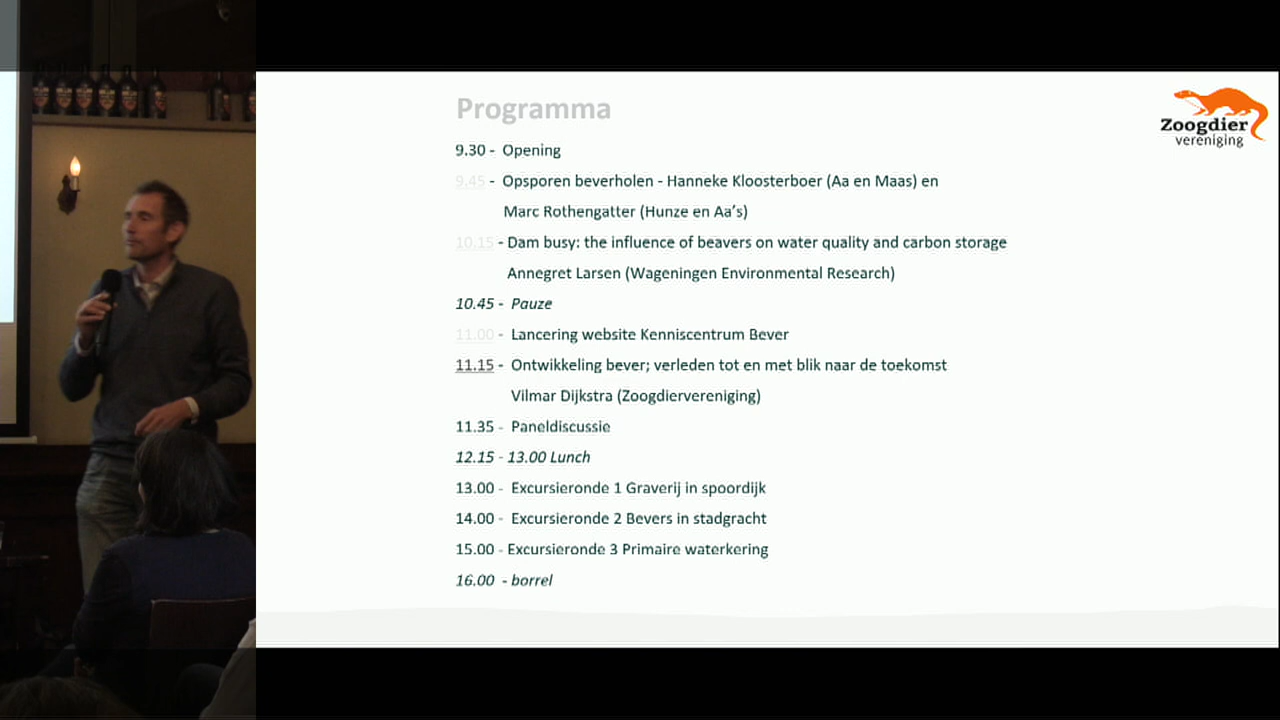 Programma
Zoogdier
vereniging
9.30 - Opening
9.45 - Opsporen beverholen - Hanneke Kloosterboer (Aa en Maas) en
Marc Rothengatter (Hunze en Aa's)
10.15 - Dam busy: the influence of beavers on water quality and carbon storage
Annegret Larsen (Wageningen Environmental Research)
10.45 - Pauze
11.00 - Lancering website Kenniscentrum Bever
11.15 - Ontwikkeling bever; verleden tot en met blik naar de toekomst
Vilmar Dijkstra (Zoogdiervereniging)
11.35 - Paneldiscussie
12.15 - 13.00 Lunch
13.00 - Excursieronde 1 Graverij in spoordijk
14.00 - Excursieronde 2 Bevers in stadgracht
15.00 - Excursieronde 3 Primaire waterkering
16.00 - borrel